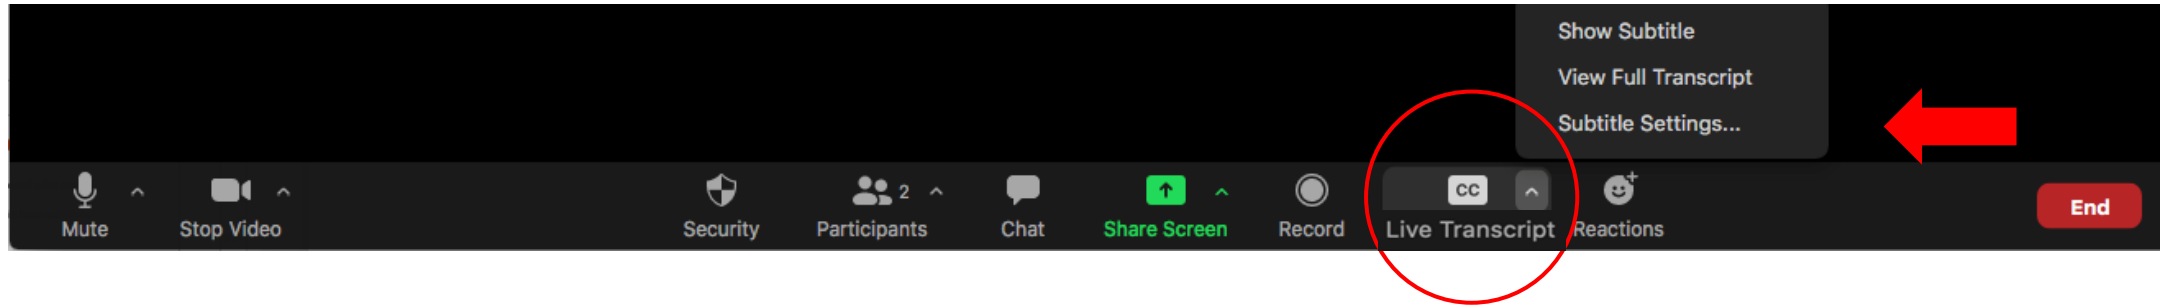 Show Subtitle
View Full Transcript
Subtitle Settings...
CC
2
Mute
Stop Video
Security
Participants
Chat
Share Screen
Record
Live Transcript
Reactions
End